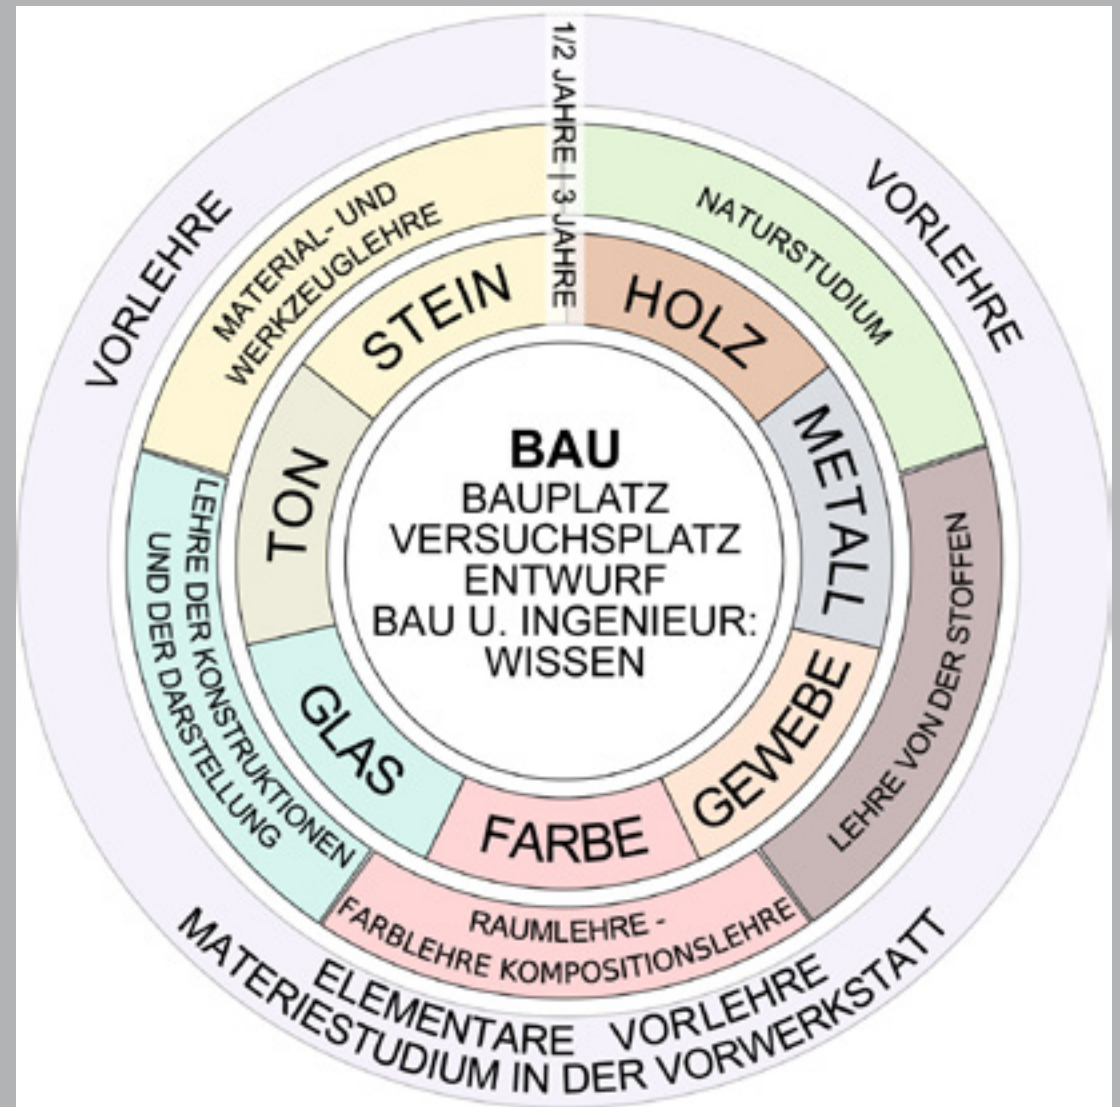 1/2 JAHRE | 3 JAHRE
VORLEHRE
VORLEHRE
ELEMENTARE VORLEHRE
MATERIESTUDIUM IN DER VORWERKSTATT
MATERIAL- UND
WERKZEUGLEHRE
NATURSTUDIUM
LEHRE VON DER STOFFEN
RAUMLEHRE -
FARBLEHRE KOMPOSITIONSLEHRE
LEHRE DER KONSTRUKTIONEN
UND DER DARSTELLUNG
STEIN
HOLZ
METALL
GEWEBE
FARBE
GLAS
TON
BAU
BAUPLATZ
VERSUCHSPLATZ
ENTWURF
BAU U. INGENIEUR:
WISSEN